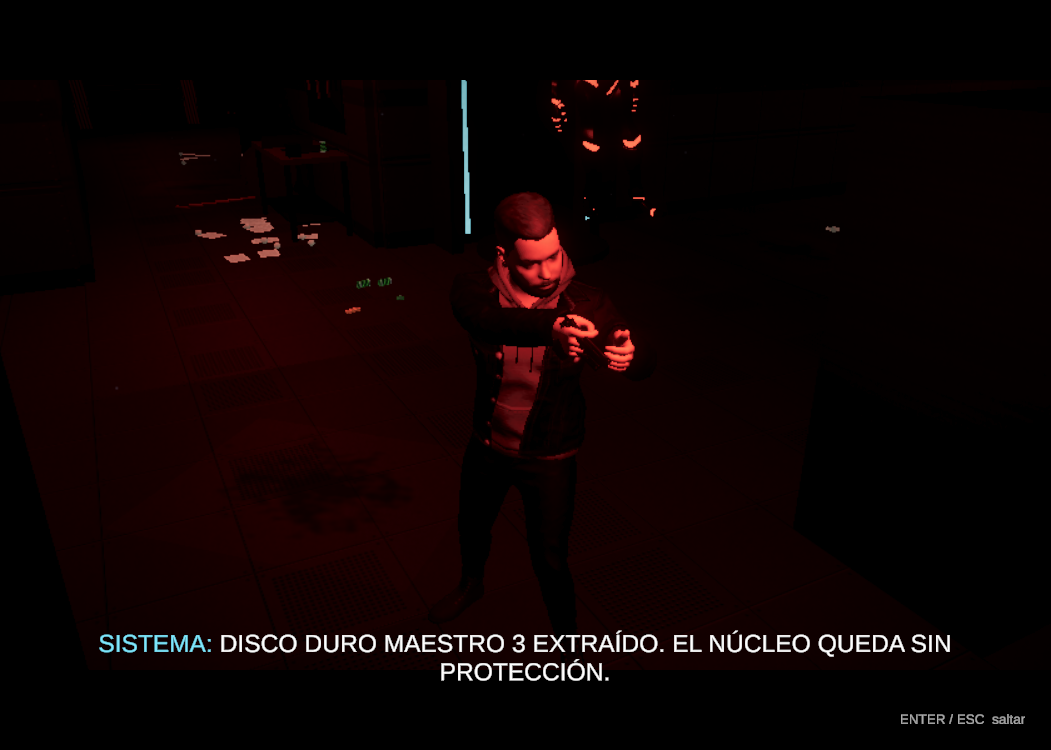 SISTEMA: DISCO DURO MAESTRO 3 EXTRAÍDO. EL NÚCLEO QUEDA SIN
PROTECCIÓN.
ENTER / ESC saltar